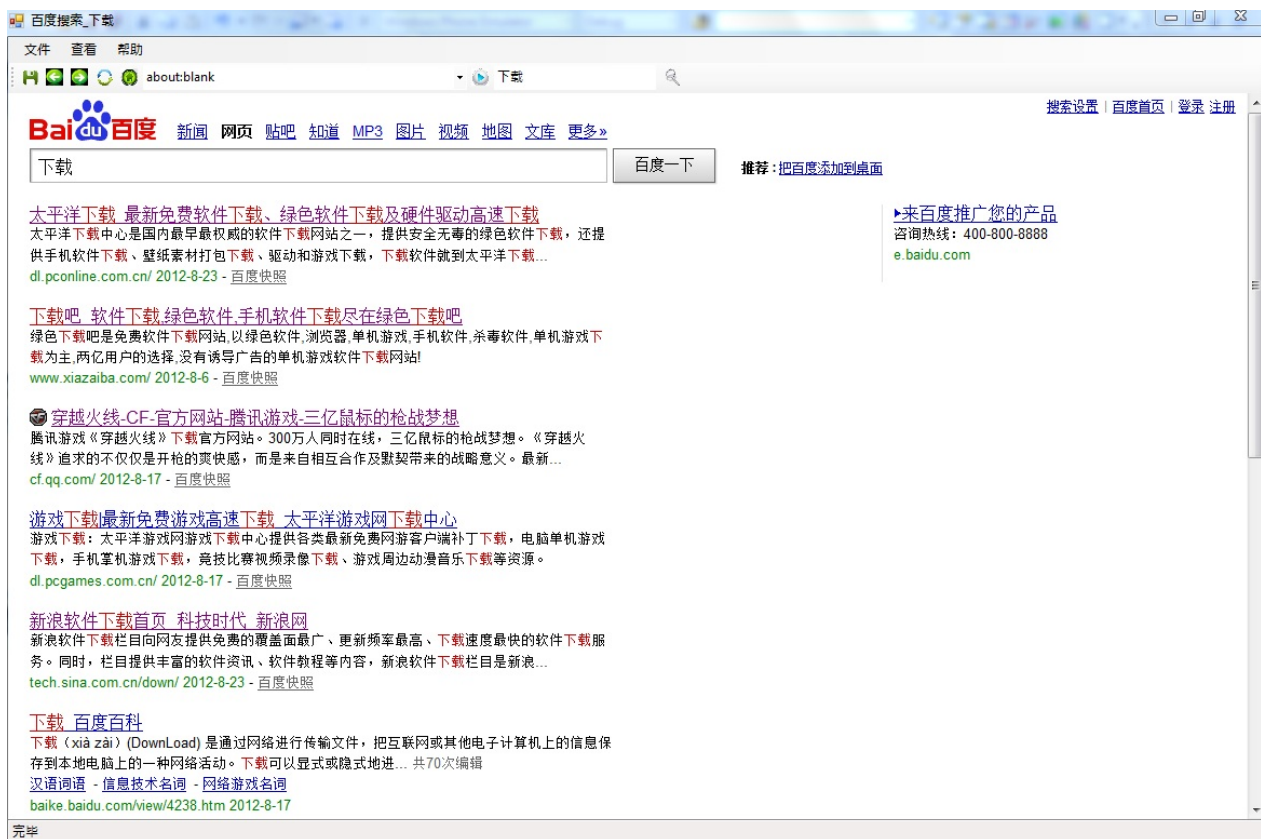 百度搜索_下载
文件 查看 帮助
about:blank 下载
搜索设置 | 百度首页 | 登录 注册
Bai du 百度 新闻 网页 贴吧 知道 MP3 图片 视频 地图 文库 更多»
下载 百度一下 推荐 : 把百度添加到桌面
太平洋下载_最新免费软件下载、绿色软件下载及硬件驱动高速下载
太平洋下载中心是国内最早最权威的软件下载网站之一，提供安全无毒的绿色软件下载，还提
供手机软件下载、壁纸素材打包下载、驱动和游戏下载，下载软件就到太平洋下载...
dl.pconline.com.cn/ 2012-8-23 - 百度快照
▸来百度推广您的产品
咨询热线：400-800-8888
e.baidu.com
下载吧_软件下载,绿色软件,手机软件下载尽在绿色下载吧
绿色下载吧是免费软件下载网站,以绿色软件,浏览器,单机游戏,手机软件,杀毒软件,单机游戏下
载为主,两亿用户的选择,没有诱导广告的单机游戏软件下载网站!
www.xiazaiba.com/ 2012-8-6 - 百度快照
穿越火线-CF-官方网站-腾讯游戏-三亿鼠标的枪战梦想
腾讯游戏《穿越火线》下载官方网站。300万人同时在线，三亿鼠标的枪战梦想。《穿越火
线》追求的不仅仅是开枪的爽快感，而是来自相互合作及默契带来的战略意义。最新...
cf.qq.com/ 2012-8-17 - 百度快照
游戏下载|最新免费游戏高速下载_太平洋游戏网下载中心
游戏下载：太平洋游戏网游戏下载中心提供各类最新免费网游客户端补丁下载，电脑单机游戏
下载，手机掌机游戏下载，竞技比赛视频录像下载、游戏周边动漫音乐下载等资源。
dl.pcgames.com.cn/ 2012-8-17 - 百度快照
新浪软件下载首页_科技时代_新浪网
新浪软件下载栏目向网友提供免费的覆盖面最广、更新频率最高、下载速度最快的软件下载服
务。同时，栏目提供丰富的软件资讯、软件教程等内容，新浪软件下载栏目是新浪...
tech.sina.com.cn/down/ 2012-8-23 - 百度快照
下载_百度百科
下载（xià zài）(DownLoad) 是通过网络进行传输文件，把互联网或其他电子计算机上的信息保
存到本地电脑上的一种网络活动。下载可以显式或隐式地进... 共70次编辑
汉语词语 - 信息技术名词 - 网络游戏名词
baike.baidu.com/view/4238.htm 2012-8-17
完毕